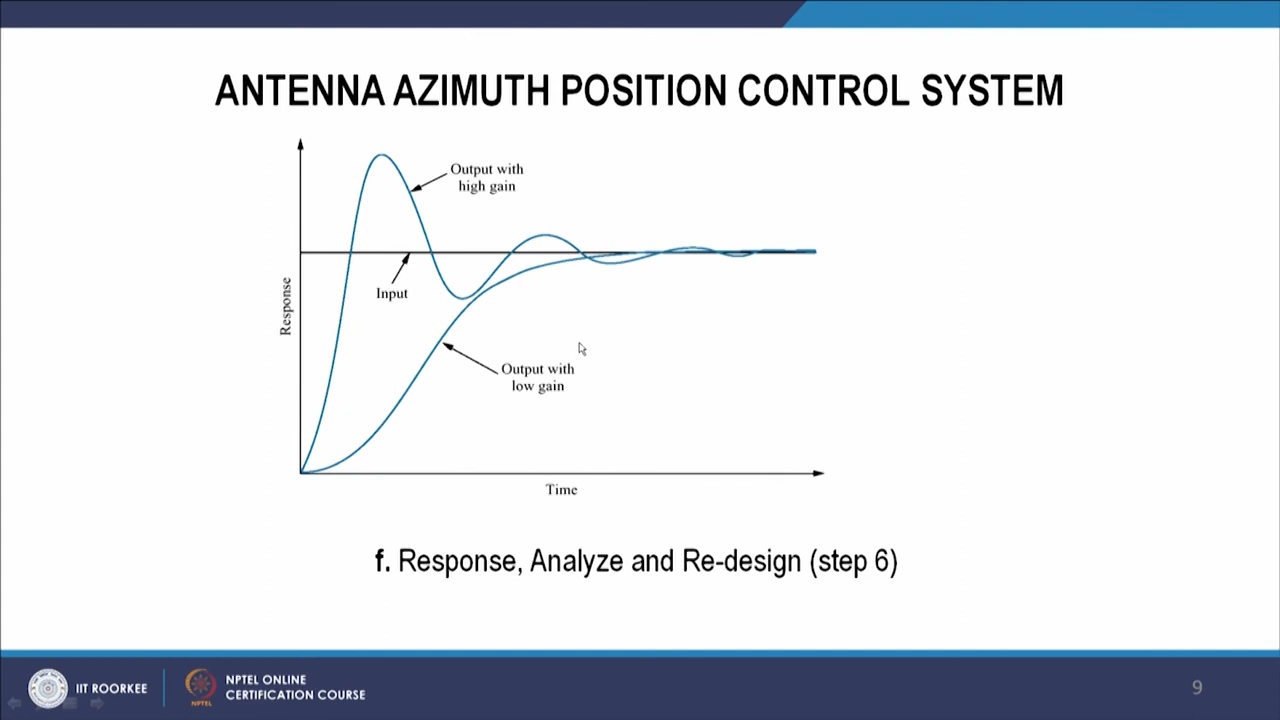 ANTENNA AZIMUTH POSITION CONTROL SYSTEM
Output with
high gain
Input
Response
Output with
low gain
Time
f. Response, Analyze and Re-design (step 6)
IIT ROORKEE
NPTEL
NPTEL ONLINE
CERTIFICATION COURSE
9